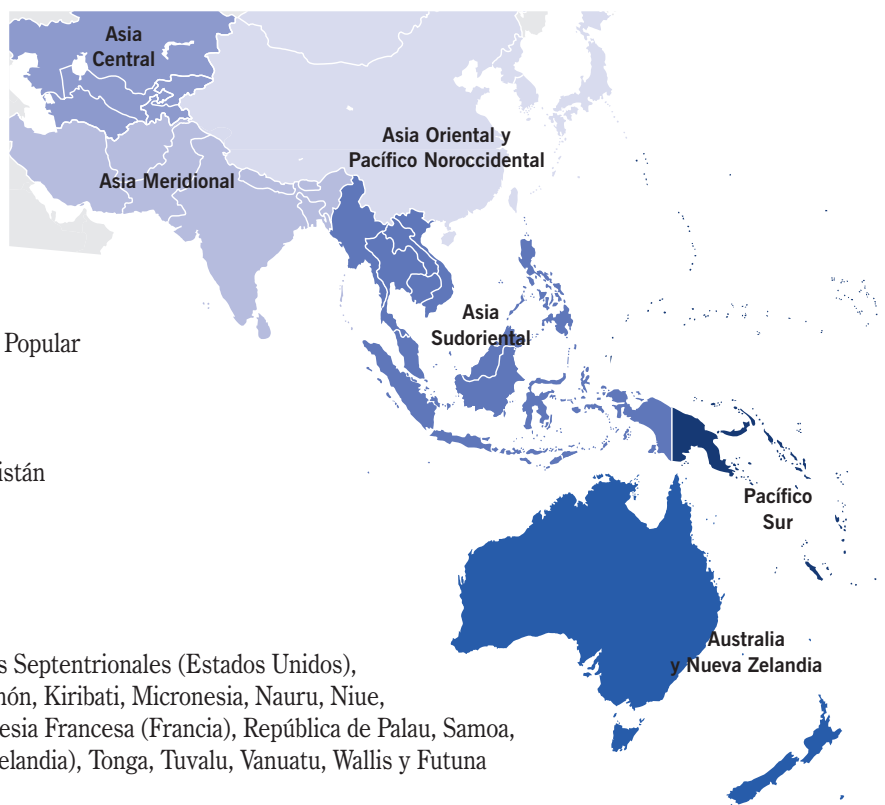 Asia
Central
Asia Oriental y
Pacífico Noroccidental
Asia Meridional
Asia
Sudoriental
Popular
istán
Pacífico
Sur
Australia
y Nueva Zelandia
s Septentrionales (Estados Unidos),
nón, Kiribati, Micronesia, Nauru, Niue,
esia Francesa (Francia), República de Palau, Samoa,
elandia), Tonga, Tuvalu, Vanuatu, Wallis y Futuna